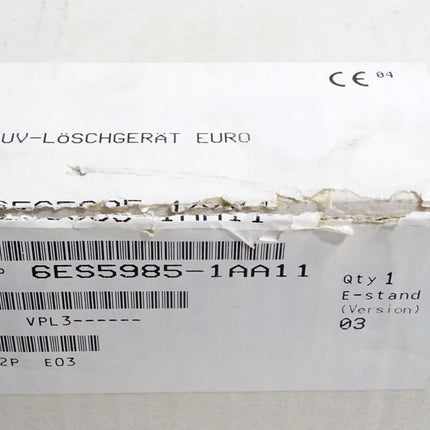 CE 04
UV-LÖSCHGERÄT EURO
P 6ES5985-1AA11
Qty 1
VPL3------
E-stand
(Version)
03
2P E03